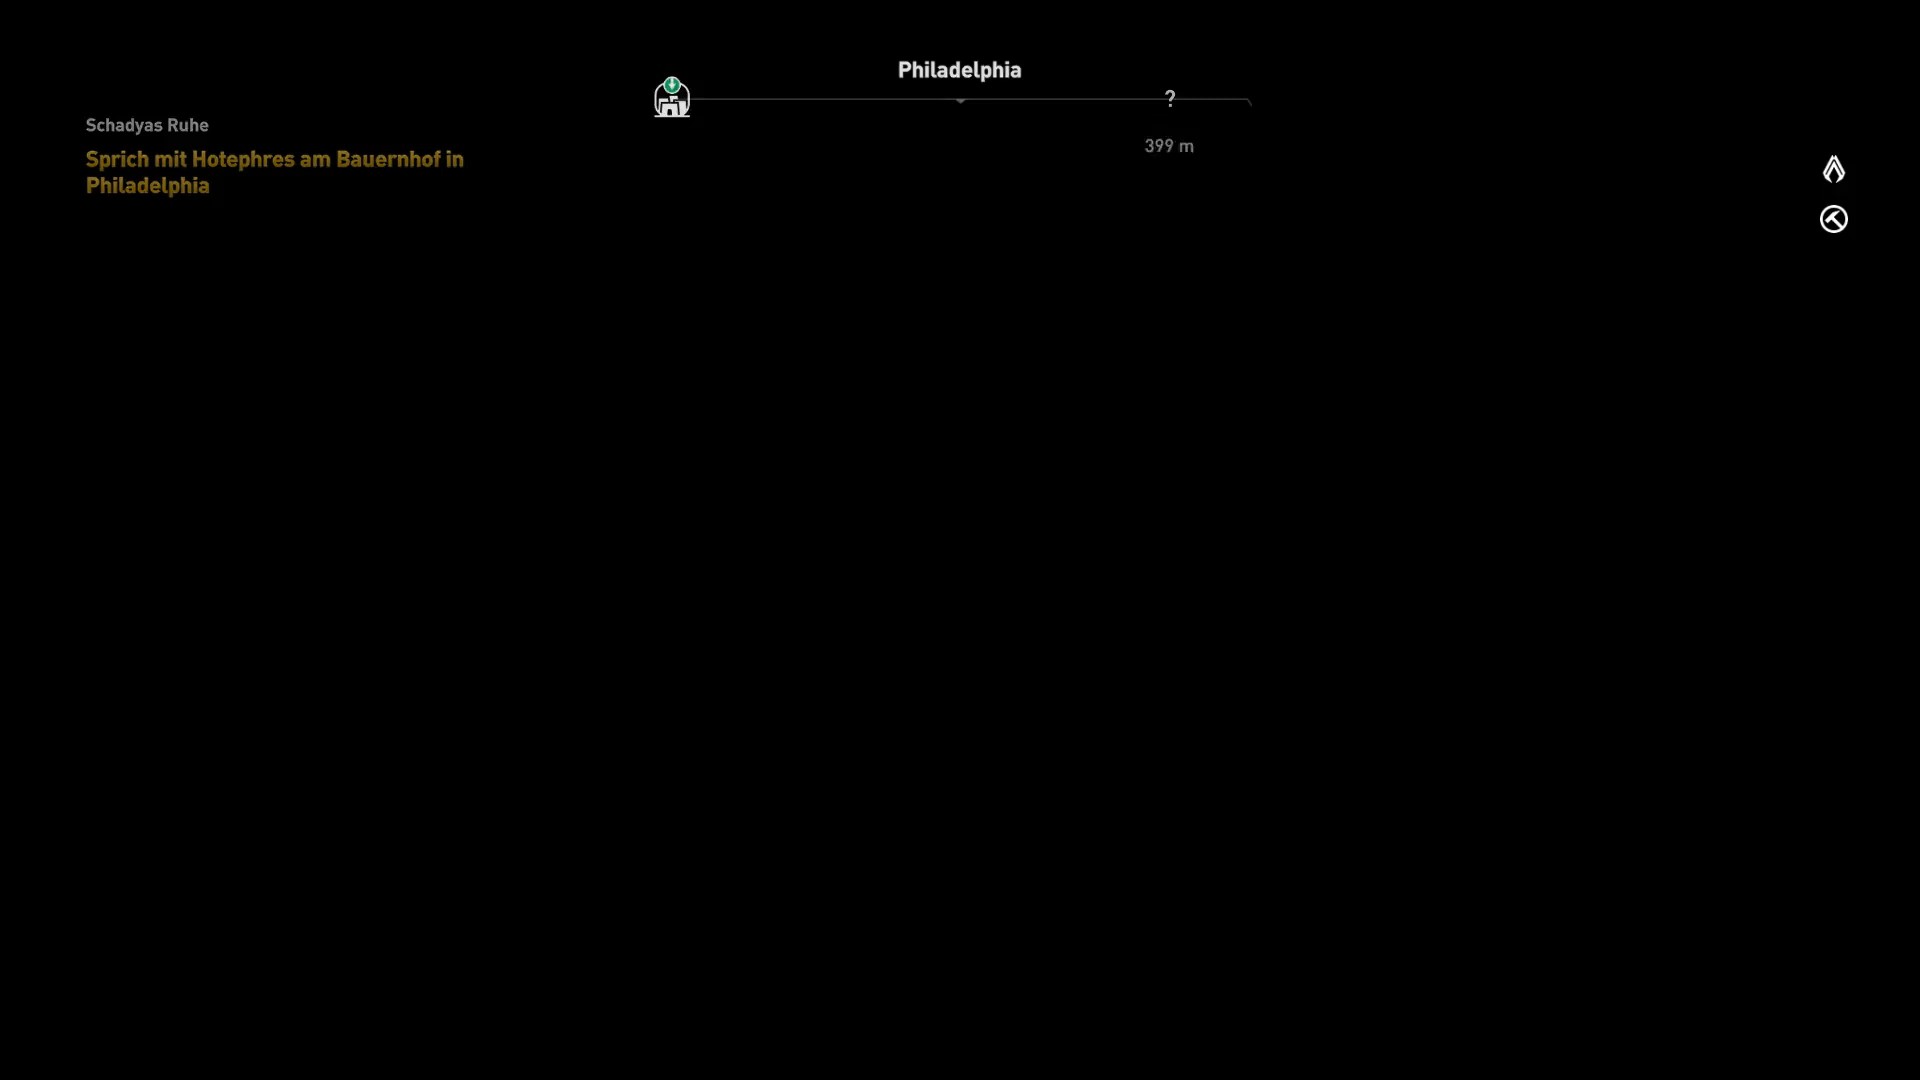 Philadelphia
?
399 m
Schadyas Ruhe
Sprich mit Hotephres am Bauernhof in
Philadelphia